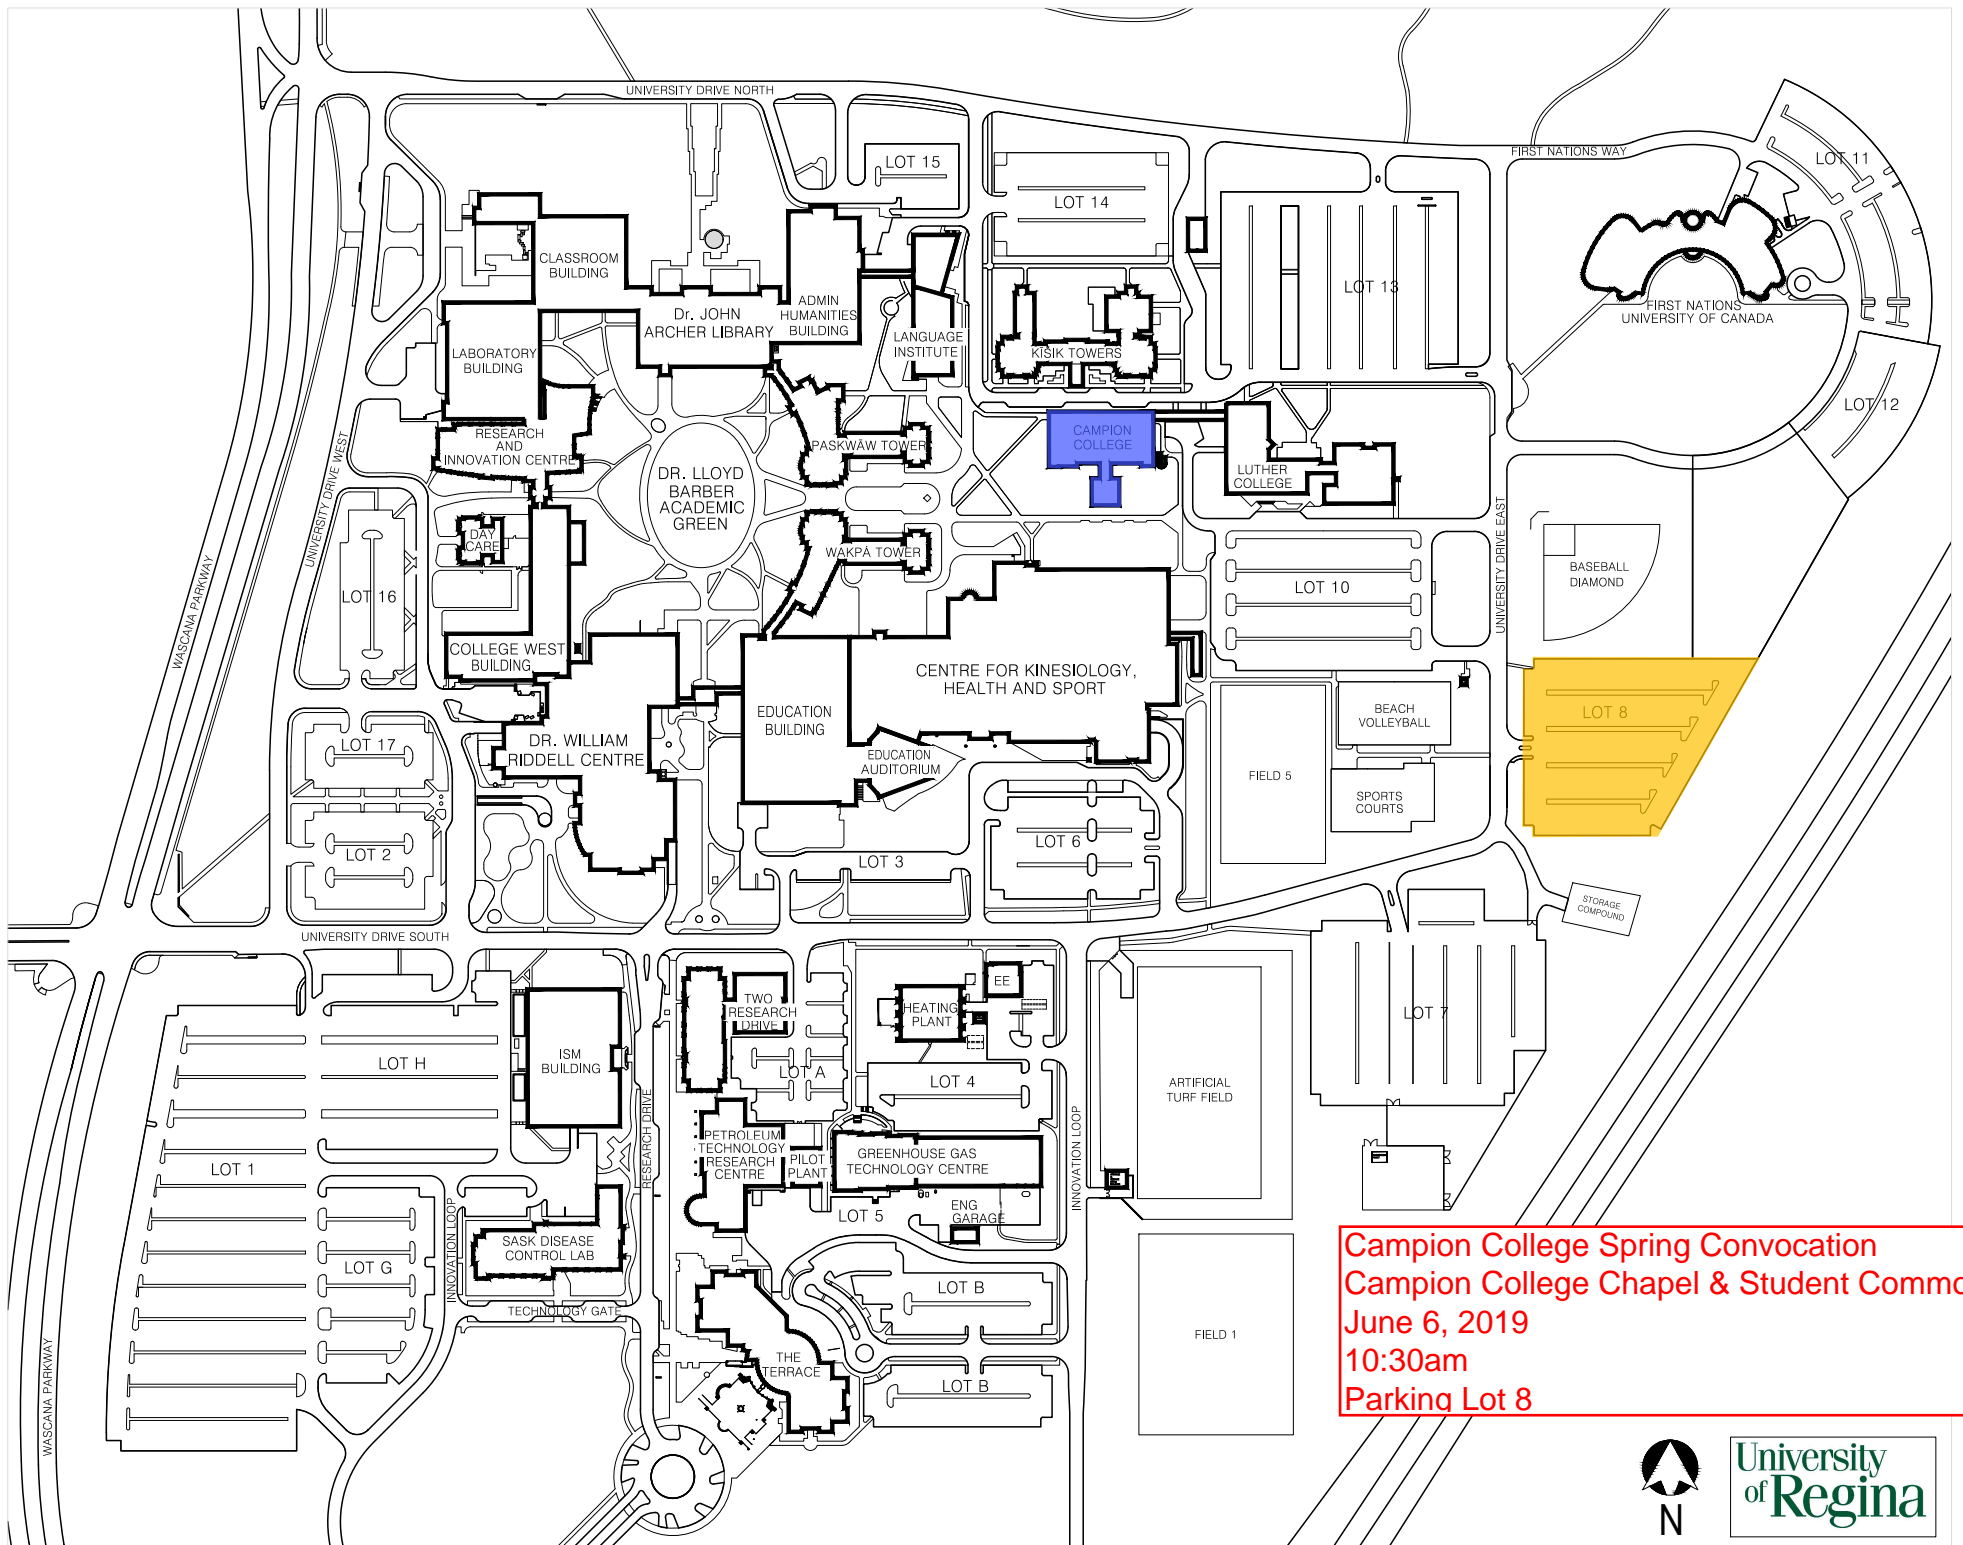 UNIVERSITY DRIVE NORTH
FIRST NATIONS WAY
LOT 11
LOT 15
LOT 14
CLASSROOM
BUILDING
LOT 13
ADMIN
HUMANITIES
BUILDING
Dr. JOHN
ARCHER LIBRARY
FIRST NATIONS
UNIVERSITY OF CANADA
LANGUAGE
INSTITUTE
KĪSIK TOWERS
LABORATORY
BUILDING
LOT 12
RESEARCH
AND
INNOVATION CENTRE
PASKWĀW TOWER
CAMPION
COLLEGE
LUTHER
COLLEGE
DR. LLOYD
BARBER
ACADEMIC
GREEN
UNIVERSITY DRIVE WEST
UNIVERSITY DRIVE EAST
DAY
CARE
WAKPĀ TOWER
BASEBALL
DIAMOND
LOT 16
LOT 10
WASCANA PARKWAY
COLLEGE WEST
BUILDING
CENTRE FOR KINESIOLOGY,
HEALTH AND SPORT
EDUCATION
BUILDING
BEACH
VOLLEYBALL
LOT 8
LOT 17
DR. WILLIAM
RIDDELL CENTRE
EDUCATION
AUDITORIUM
FIELD 5
SPORTS
COURTS
LOT 2
LOT 3
LOT 6
STORAGE
COMPOUND
UNIVERSITY DRIVE SOUTH
TWO
RESEARCH
DRIVE
EE
HEATING
PLANT
LOT 7
LOT H
ISM
BUILDING
LOT A
LOT 4
ARTIFICIAL
TURF FIELD
RESEARCH DRIVE
INNOVATION LOOP
PETROLEUM
TECHNOLOGY
RESEARCH
CENTRE
PILOT
PLANT
GREENHOUSE GAS
TECHNOLOGY CENTRE
LOT 1
LOT 5
ENG
GARAGE
INNOVATION LOOP
SASK DISEASE
CONTROL LAB
LOT G
TECHNOLOGY GATE
LOT B
FIELD 1
THE
TERRACE
LOT B
WASCANA PARKWAY
Campion College Spring Convocation
Campion College Chapel & Student Commo
June 6, 2019
10:30am
Parking Lot 8
N
University
of Regina